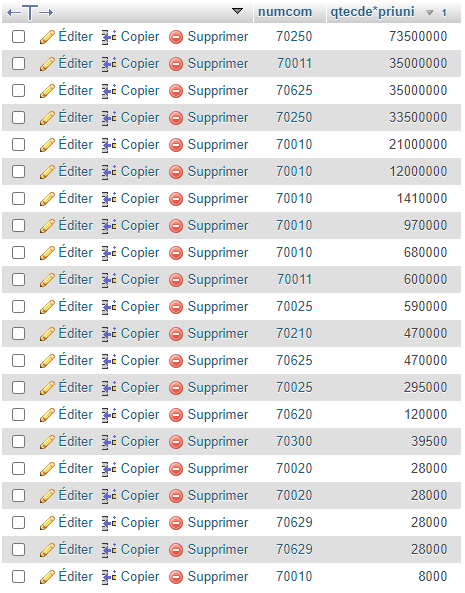 numcom qtecde*priuni 1
Éditer Copier Supprimer 70250 73500000
Éditer Copier Supprimer 70011 35000000
Éditer Copier Supprimer 70625 35000000
Éditer Copier Supprimer 70250 33500000
Éditer Copier Supprimer 70010 21000000
Éditer Copier Supprimer 70010 12000000
Éditer Copier Supprimer 70010 1410000
Éditer Copier Supprimer 70010 970000
Éditer Copier Supprimer 70010 680000
Éditer Copier Supprimer 70011 600000
Éditer Copier Supprimer 70025 590000
Éditer Copier Supprimer 70210 470000
Éditer Copier Supprimer 70625 470000
Éditer Copier Supprimer 70025 295000
Éditer Copier Supprimer 70620 120000
Éditer Copier Supprimer 70300 39500
Éditer Copier Supprimer 70020 28000
Éditer Copier Supprimer 70020 28000
Éditer Copier Supprimer 70629 28000
Éditer Copier Supprimer 70629 28000
Éditer Copier Supprimer 70010 8000